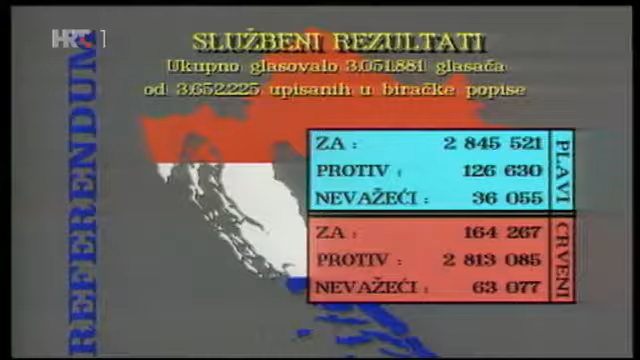 HRT 1
REFERENDUM
SLUŽBENI REZULTATI
Ukupno glasovalo 3.051.881 glasača
od 3.652.225 upisanih u biračke popise
ZA : 2 845 521
PROTIV : 126 630
NEVAŽEĆI : 36 055
PLAVI
ZA : 164 267
PROTIV : 2 813 085
NEVAŽEĆI : 63 077
CRVENI